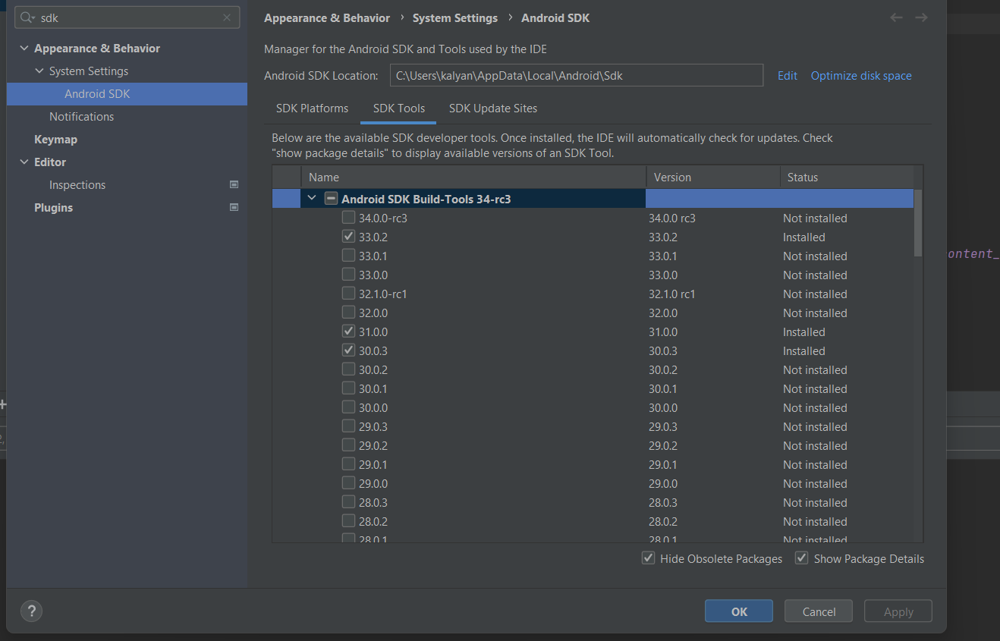 sdk
Appearance & Behavior
System Settings
Android SDK
Notifications
Keymap
Editor
Inspections
Plugins
Appearance & Behavior › System Settings › Android SDK
Manager for the Android SDK and Tools used by the IDE
Android SDK Location: C:\Users\kalyan\AppData\Local\Android\Sdk Edit Optimize disk space
SDK Platforms SDK Tools SDK Update Sites
Below are the available SDK developer tools. Once installed, the IDE will automatically check for updates. Check
"show package details" to display available versions of an SDK Tool.
Name Version Status
Android SDK Build-Tools 34-rc3
34.0.0-rc3 34.0.0 rc3 Not installed
33.0.2 33.0.2 Installed
33.0.1 33.0.1 Not installed
33.0.0 33.0.0 Not installed
32.1.0-rc1 32.1.0 rc1 Not installed
32.0.0 32.0.0 Not installed
31.0.0 31.0.0 Installed
30.0.3 30.0.3 Installed
30.0.2 30.0.2 Not installed
30.0.1 30.0.1 Not installed
30.0.0 30.0.0 Not installed
29.0.3 29.0.3 Not installed
29.0.2 29.0.2 Not installed
29.0.1 29.0.1 Not installed
29.0.0 29.0.0 Not installed
28.0.3 28.0.3 Not installed
28.0.2 28.0.2 Not installed
28.0.1 28.0.1 Not installed
Hide Obsolete Packages Show Package Details
? OK Cancel Apply
ontent_